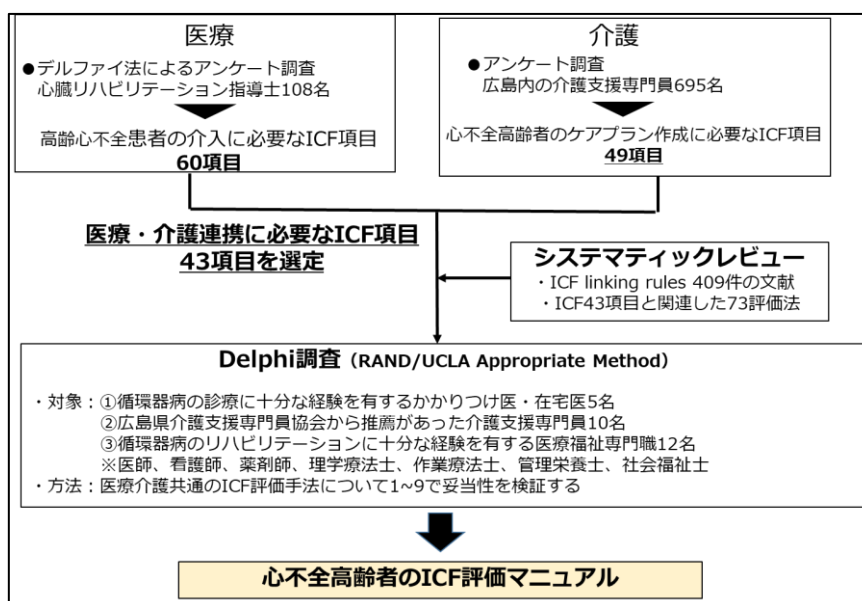 医療
●デルファイ法によるアンケート調査
心臓リハビリテーション指導士108名
高齢心不全患者の介入に必要なICF項目
60項目
介護
●アンケート調査
広島内の介護支援専門員695名
心不全高齢者のケアプラン作成に必要なICF項目
49項目
医療・介護連携に必要なICF項目
43項目を選定
システマティックレビュー
・ICF linking rules 409件の文献
・ICF43項目と関連した73評価法
Delphi調査（RAND/UCLA Appropriate Method）
・対象：①循環器病の診療に十分な経験を有するかかりつけ医・在宅医5名
②広島県介護支援専門員協会から推薦があった介護支援専門員10名
③循環器病のリハビリテーションに十分な経験を有する医療福祉専門職12名
※医師、看護師、薬剤師、理学療法士、作業療法士、管理栄養士、社会福祉士
・方法：医療介護共通のICF評価手法について1~9で妥当性を検証する
心不全高齢者のICF評価マニュアル